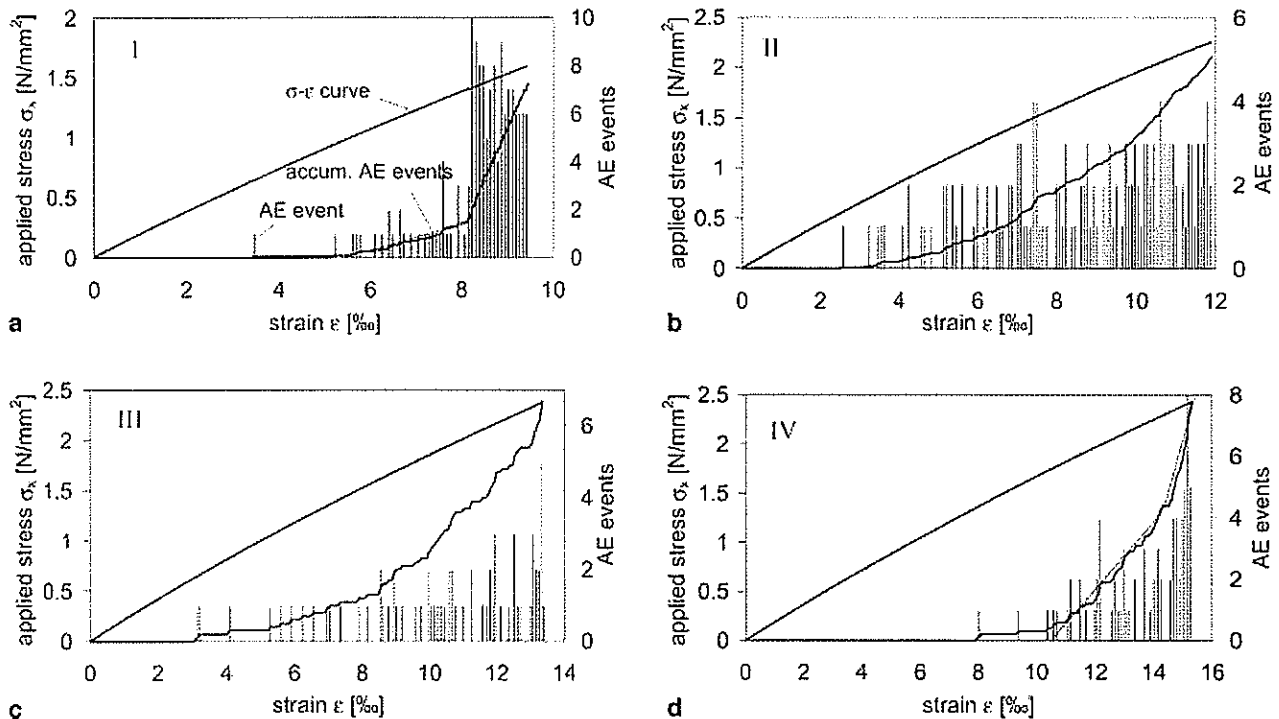 I
applied stress σx [N/mm²]
2
1.5
1
0.5
0
σ-ε curve
accum. AE events
AE event
10
8
6
4
2
0
AE events
0 2 4 6 8 10
strain ε [‰]
a
II
applied stress σx [N/mm²]
2.5
2
1.5
1
0.5
0
6
4
2
0
AE events
0 2 4 6 8 10 12
strain ε [‰]
b
III
applied stress σx [N/mm²]
2.5
2
1.5
1
0.5
0
6
4
2
0
AE events
0 2 4 6 8 10 12 14
strain ε [‰]
c
IV
applied stress σx [N/mm²]
2.5
2
1.5
1
0.5
0
8
6
4
2
0
AE events
0 2 4 6 8 10 12 14 16
strain ε [‰]
d